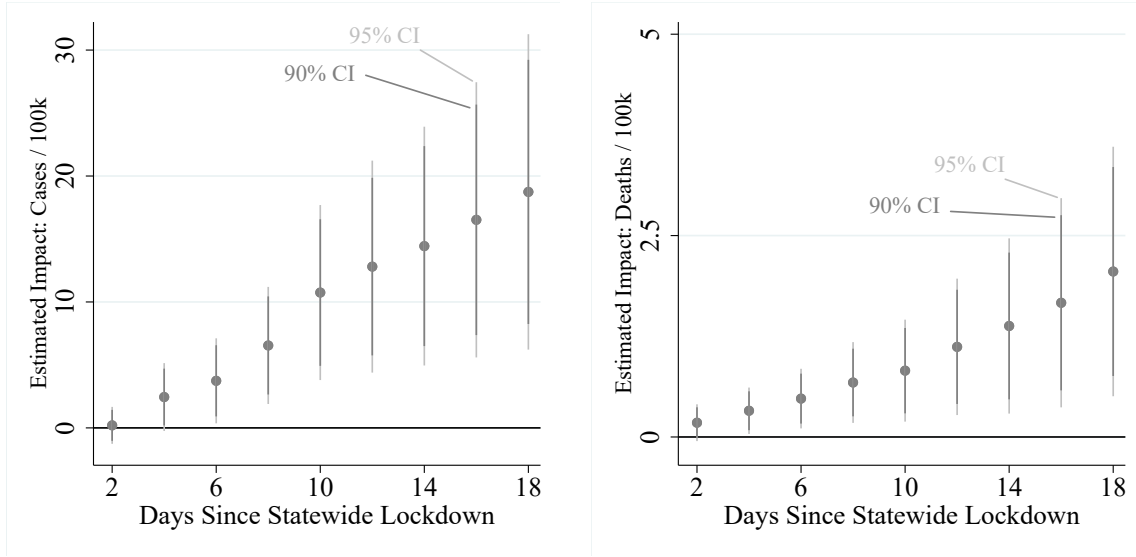 Estimated Impact: Cases / 100k
30
20
10
0
95% CI
90% CI
2 6 10 14 18
Days Since Statewide Lockdown
Estimated Impact: Deaths / 100k
5
2.5
0
95% CI
90% CI
2 6 10 14 18
Days Since Statewide Lockdown